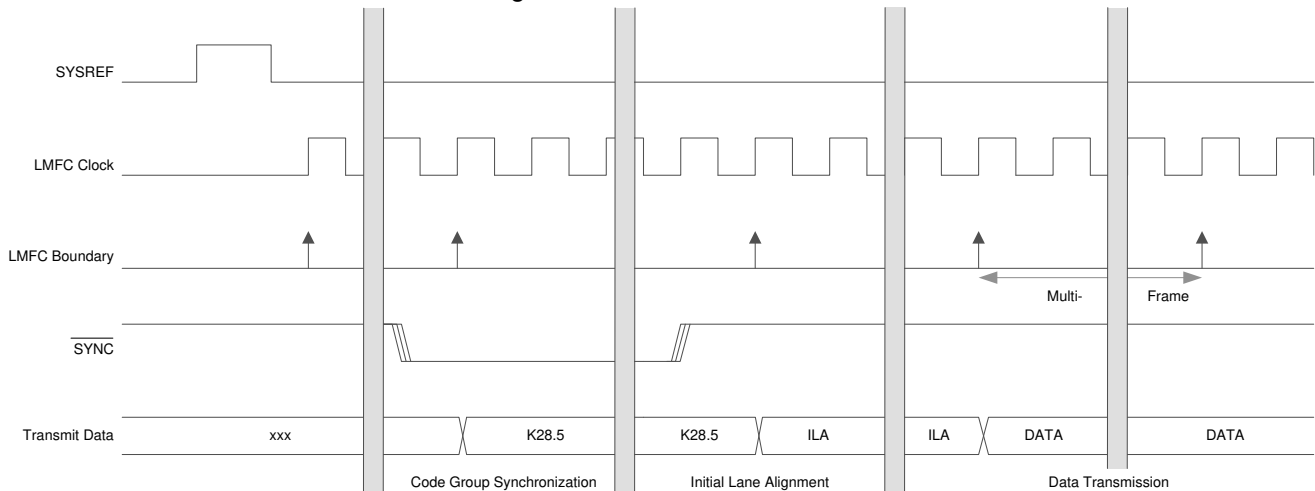 SYSREF
LMFC Clock
LMFC Boundary
Multi- Frame
SYNC
Transmit Data xxx K28.5 K28.5 ILA ILA DATA DATA
Code Group Synchronization Initial Lane Alignment Data Transmission